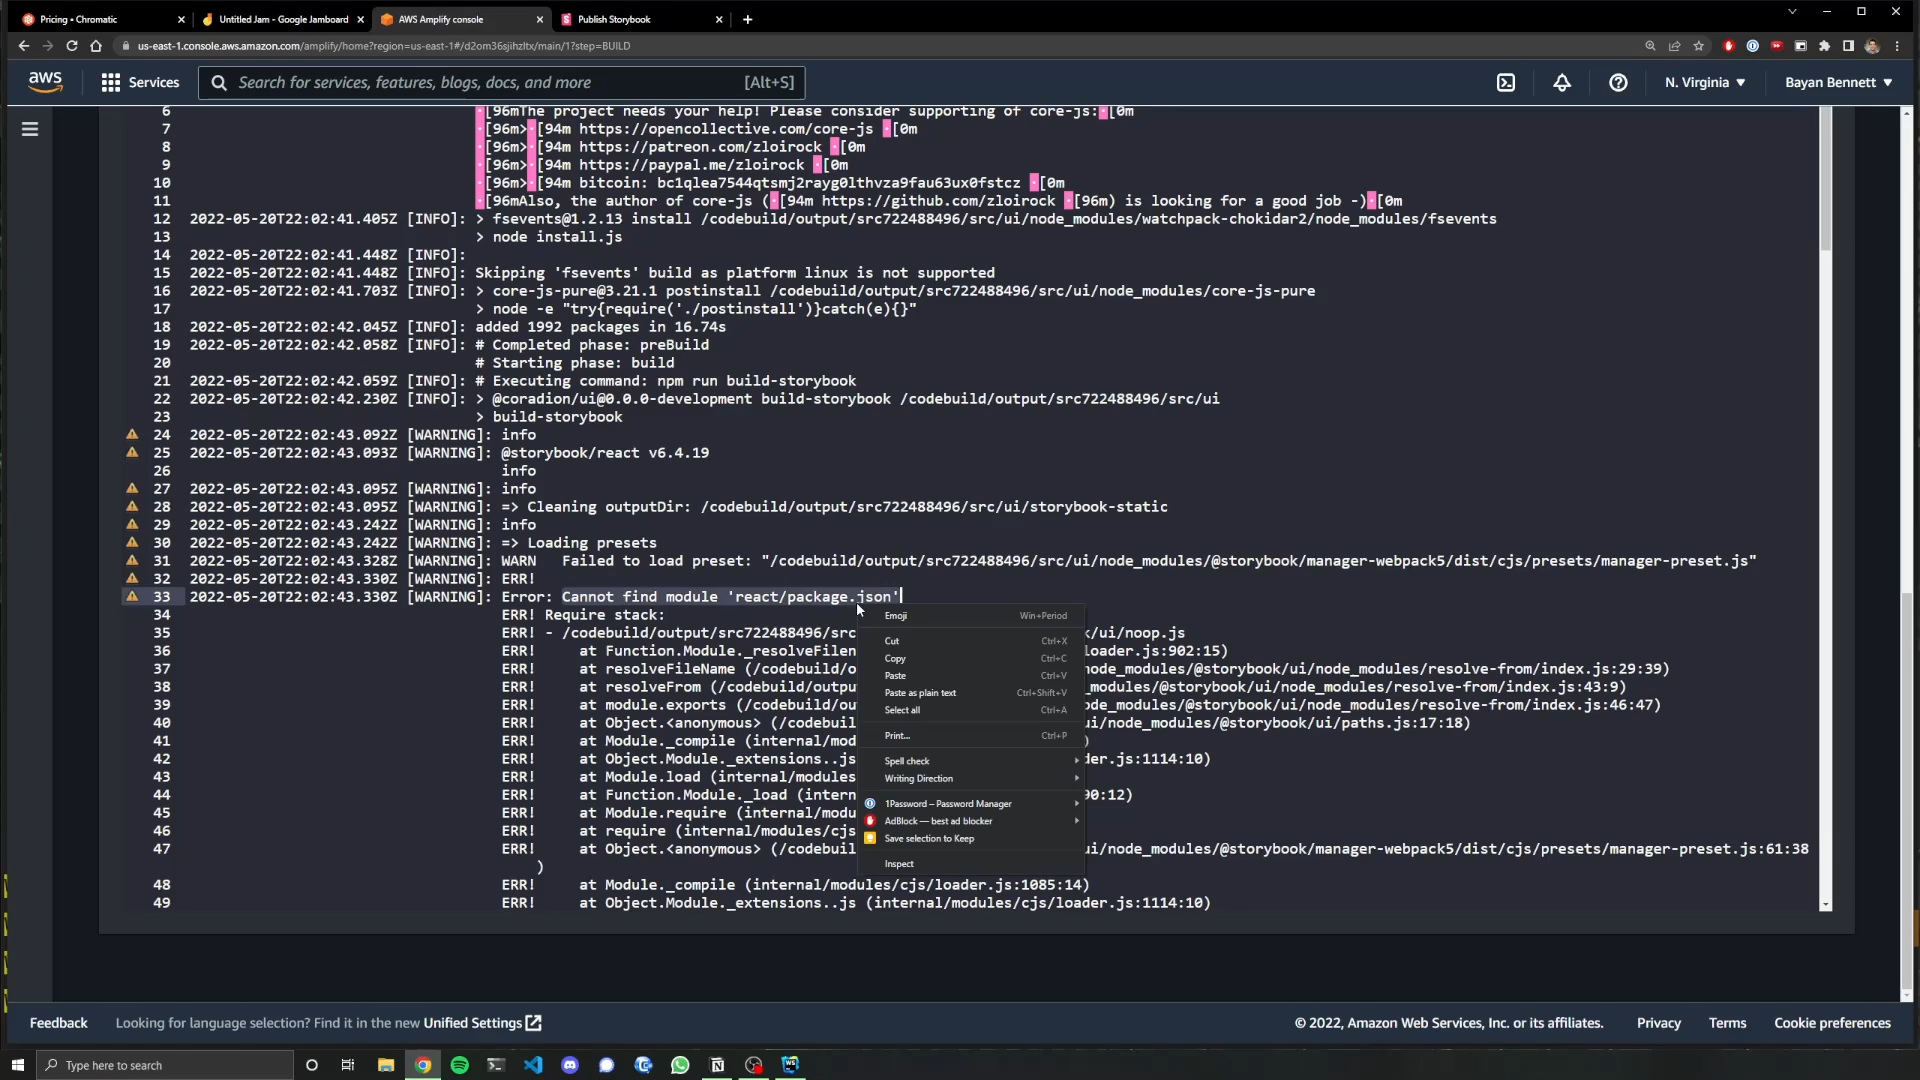 Pricing • Chromatic
Untitled Jam - Google Jamboard
AWS Amplify console
Publish Storybook
us-east-1.console.aws.amazon.com/amplify/home?region=us-east-1#/d2om36sjihzltx/main/1?step=BUILD
aws
Services
Search for services, features, blogs, docs, and more
[Alt+S]
N. Virginia
Bayan Bennett
6 [96mThe project needs your help! Please consider supporting of core-js: [0m
7 [96m> [94m https://opencollective.com/core-js [0m
8 [96m> [94m https://patreon.com/zloirock [0m
9 [96m> [94m https://paypal.me/zloirock [0m
10 [96m> [94m bitcoin: bc1qlea7544qtsmj2rayg0lthvza9fau63ux0fstcz [0m
11 [96mAlso, the author of core-js ( [94m https://github.com/zloirock [96m) is looking for a good job -) [0m
12 2022-05-20T22:02:41.405Z [INFO]: > fsevents@1.2.13 install /codebuild/output/src722488496/src/ui/node_modules/watchpack-chokidar2/node_modules/fsevents
13 > node install.js
14 2022-05-20T22:02:41.448Z [INFO]:
15 2022-05-20T22:02:41.448Z [INFO]: Skipping 'fsevents' build as platform linux is not supported
16 2022-05-20T22:02:41.703Z [INFO]: > core-js-pure@3.21.1 postinstall /codebuild/output/src722488496/src/ui/node_modules/core-js-pure
17 > node -e "try{require('./postinstall')}catch(e){}"
18 2022-05-20T22:02:42.045Z [INFO]: added 1992 packages in 16.74s
19 2022-05-20T22:02:42.058Z [INFO]: # Completed phase: preBuild
20 # Starting phase: build
21 2022-05-20T22:02:42.059Z [INFO]: # Executing command: npm run build-storybook
22 2022-05-20T22:02:42.230Z [INFO]: > @coradion/ui@0.0.0-development build-storybook /codebuild/output/src722488496/src/ui
23 > build-storybook
24 2022-05-20T22:02:43.092Z [WARNING]: info
25 2022-05-20T22:02:43.093Z [WARNING]: @storybook/react v6.4.19
26 info
27 2022-05-20T22:02:43.095Z [WARNING]: info
28 2022-05-20T22:02:43.095Z [WARNING]: => Cleaning outputDir: /codebuild/output/src722488496/src/ui/storybook-static
29 2022-05-20T22:02:43.242Z [WARNING]: info
30 2022-05-20T22:02:43.242Z [WARNING]: => Loading presets
31 2022-05-20T22:02:43.328Z [WARNING]: WARN Failed to load preset: "/codebuild/output/src722488496/src/ui/node_modules/@storybook/manager-webpack5/dist/cjs/presets/manager-preset.js"
32 2022-05-20T22:02:43.330Z [WARNING]: ERR!
33 2022-05-20T22:02:43.330Z [WARNING]: Error: Cannot find module 'react/package.json'
34 ERR! Require stack:
35 ERR! - /codebuild/output/src722488496/src k/ui/noop.js
36 ERR! at Function.Module._resolveFilen loader.js:902:15)
37 ERR! at resolveFileName (/codebuild/o node_modules/@storybook/ui/node_modules/resolve-from/index.js:29:39)
38 ERR! at resolveFrom (/codebuild/outpu _modules/@storybook/ui/node_modules/resolve-from/index.js:43:9)
39 ERR! at module.exports (/codebuild/ou ode_modules/@storybook/ui/node_modules/resolve-from/index.js:46:47)
40 ERR! at Object.<anonymous> (/codebuil ui/node_modules/@storybook/ui/paths.js:17:18)
41 ERR! at Module._compile (internal/mod )
42 ERR! at Object.Module._extensions..js der.js:1114:10)
43 ERR! at Module.load (internal/modules
44 ERR! at Function.Module._load (intern 90:12)
45 ERR! at Module.require (internal/modu
46 ERR! at require (internal/modules/cjs
47 ERR! at Object.<anonymous> (/codebuil ui/node_modules/@storybook/manager-webpack5/dist/cjs/presets/manager-preset.js:61:38
)
48 ERR! at Module._compile (internal/modules/cjs/loader.js:1085:14)
49 ERR! at Object.Module._extensions..js (internal/modules/cjs/loader.js:1114:10)
Emoji Win+Period
Cut Ctrl+X
Copy Ctrl+C
Paste Ctrl+V
Paste as plain text Ctrl+Shift+V
Select all Ctrl+A
Print... Ctrl+P
Spell check
Writing Direction
1Password – Password Manager
AdBlock — best ad blocker
Save selection to Keep
Inspect
Feedback
Looking for language selection? Find it in the new Unified Settings
© 2022, Amazon Web Services, Inc. or its affiliates.
Privacy
Terms
Cookie preferences
Type here to search